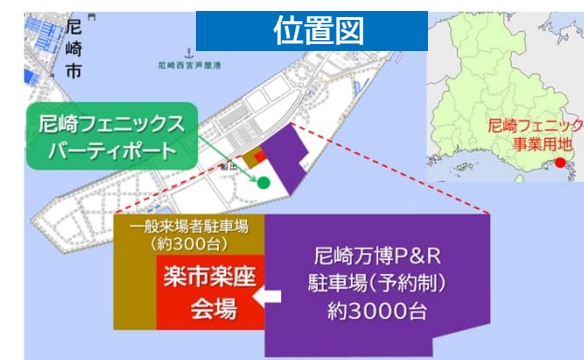 位置図
尼崎市
尼崎西宮芦屋港
尼崎フェニックス
バーティポート
船出
尼崎フェニック
事業用地
一般来場者駐車場
(約300台)
楽市楽座
会場
尼崎万博P&R
駐車場(予約制)
約3000台